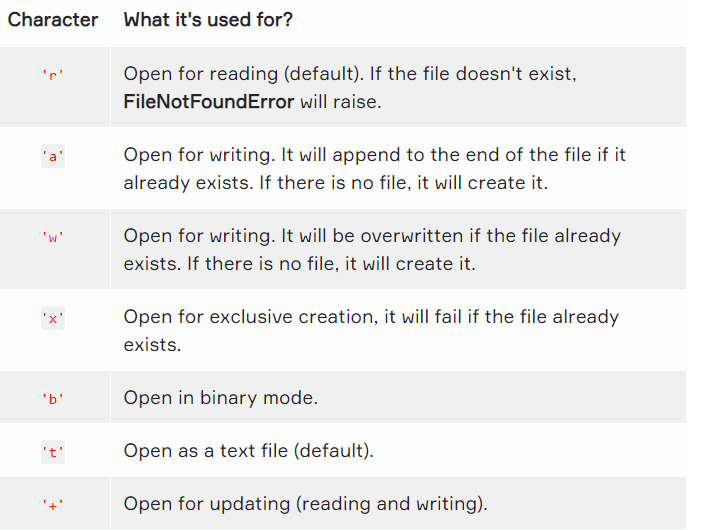 Character What it's used for?
'r' Open for reading (default). If the file doesn't exist,
FileNotFoundError will raise.
'a' Open for writing. It will append to the end of the file if it
already exists. If there is no file, it will create it.
'w' Open for writing. It will be overwritten if the file already
exists. If there is no file, it will create it.
'x' Open for exclusive creation, it will fail if the file already
exists.
'b' Open in binary mode.
't' Open as a text file (default).
'+' Open for updating (reading and writing).